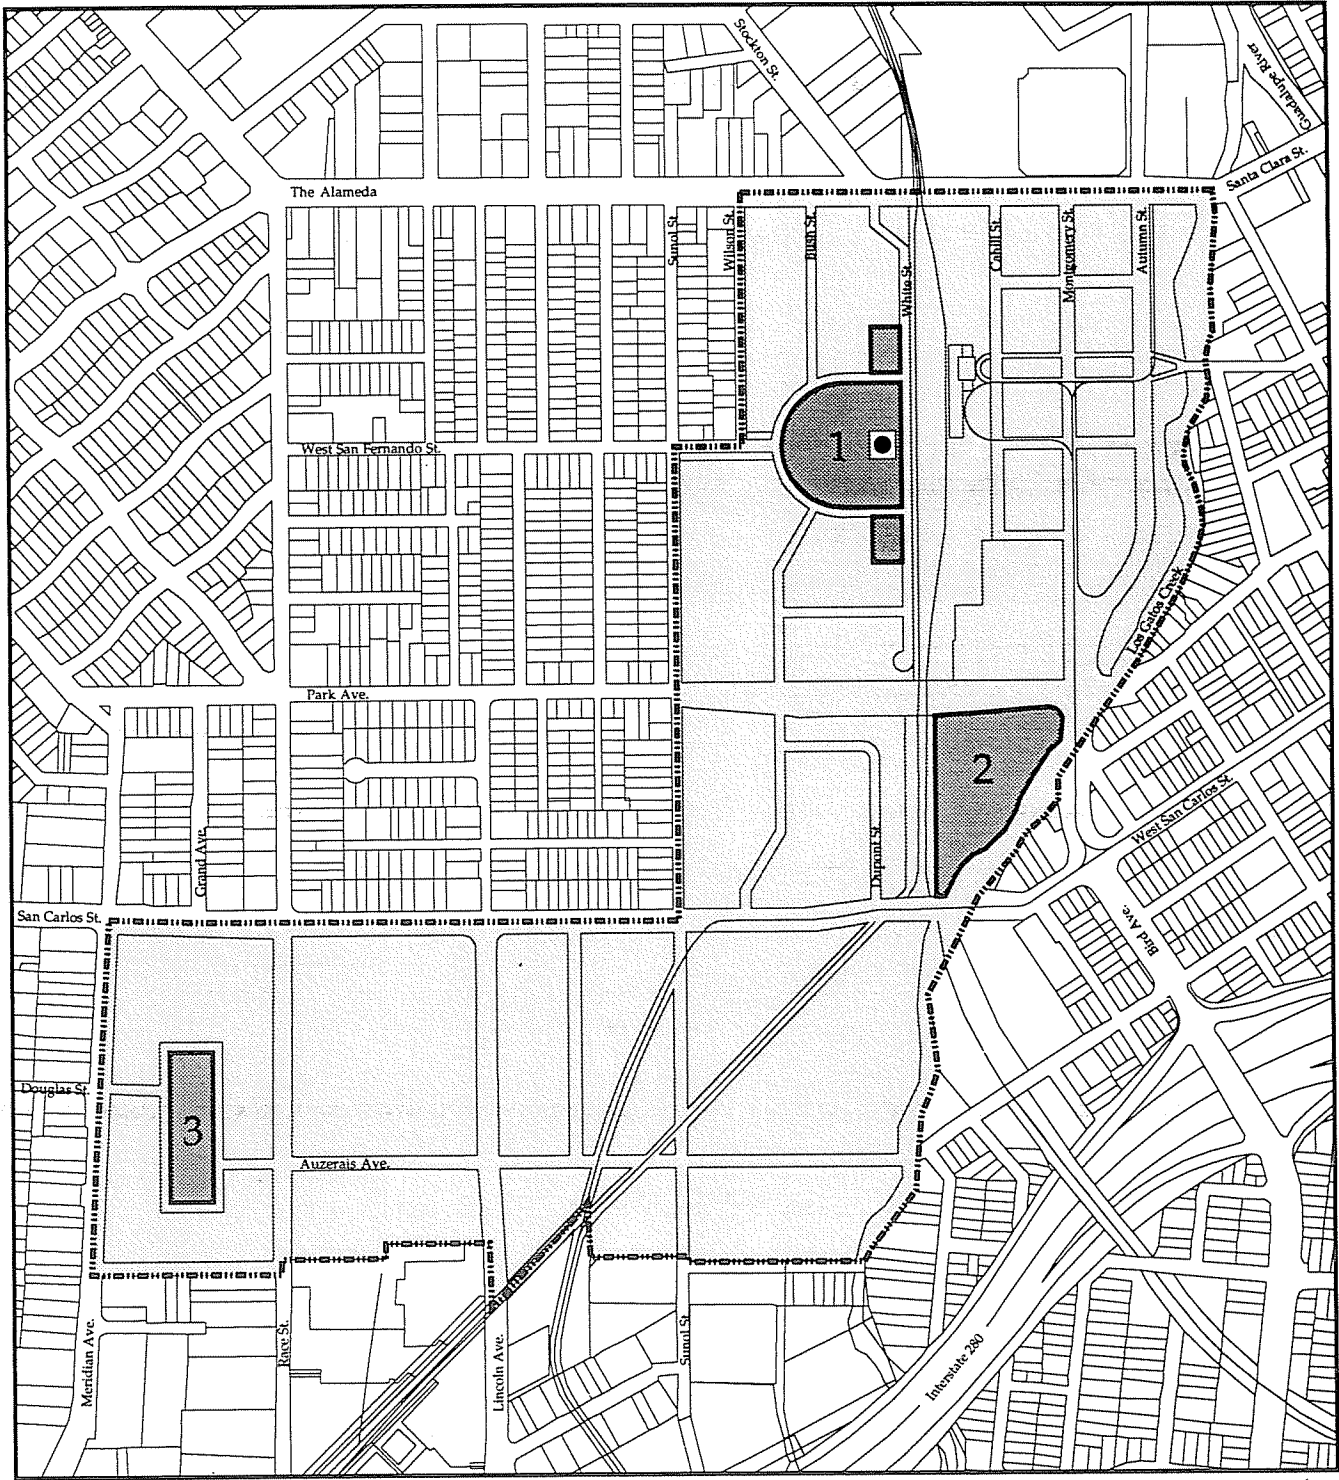 Stockton St.
Guadalupe River
Santa Clara St.
The Alameda
Sunol St.
Wilson St.
Bush St.
White St.
Cahill St.
Montgomery St.
Autumn St.
1
West San Fernando St.
Los Gatos Creek
Park Ave.
2
West San Carlos St.
Grand Ave.
Dupont St.
San Carlos St.
Bird Ave.
Douglas St.
3
Auzerais Ave.
Meridian Ave.
Race St.
Lincoln Ave.
Sunol St.
Interstate 280